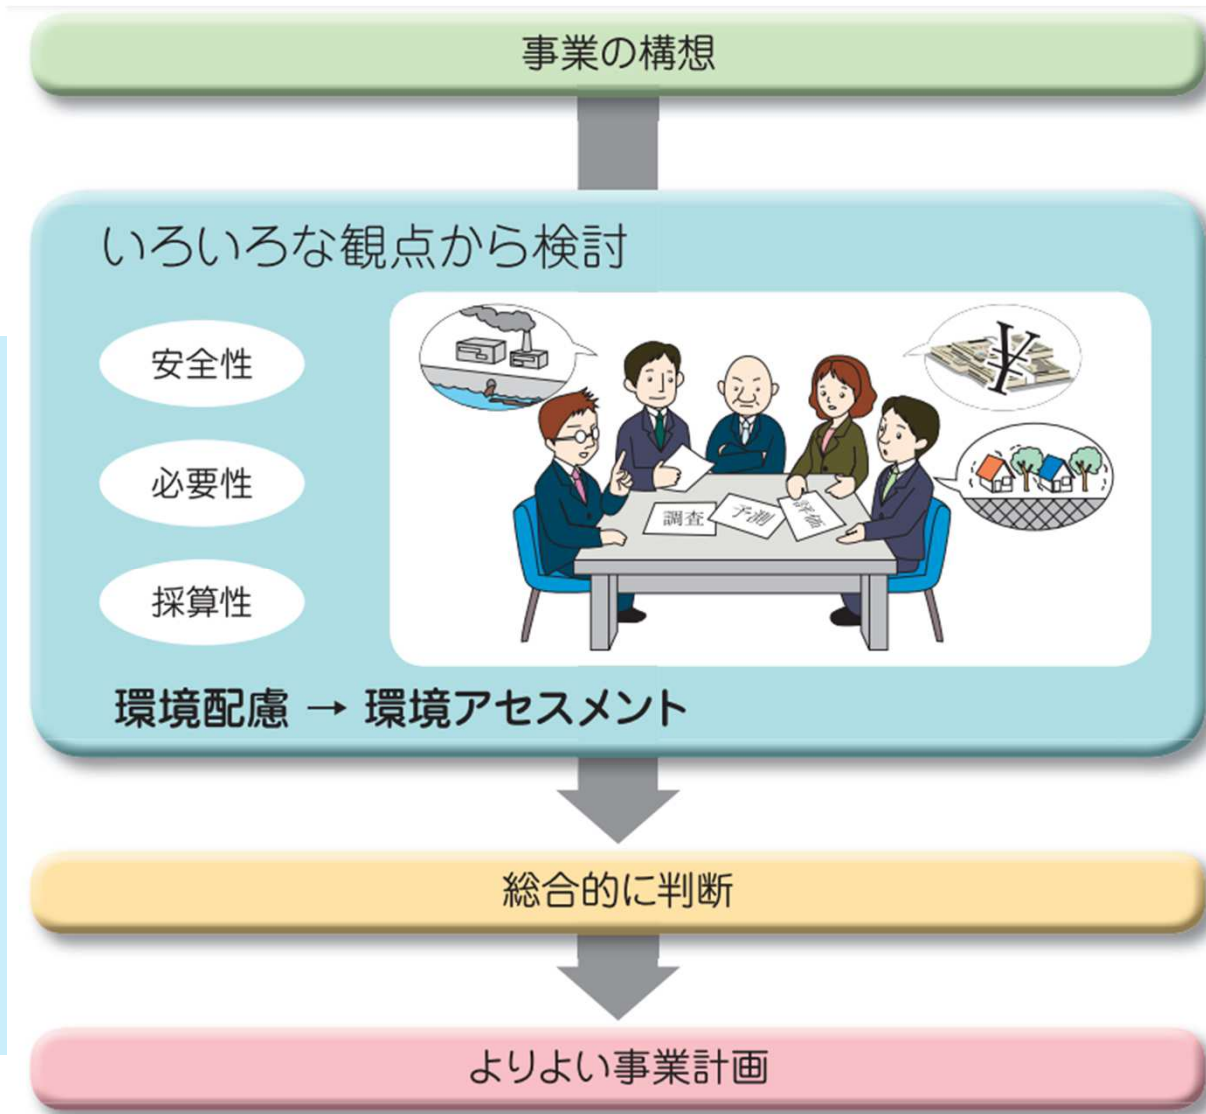 事業の構想
いろいろな観点から検討
安全性
必要性
採算性
¥
調査
予測
評価
環境配慮 → 環境アセスメント
総合的に判断
よりよい事業計画